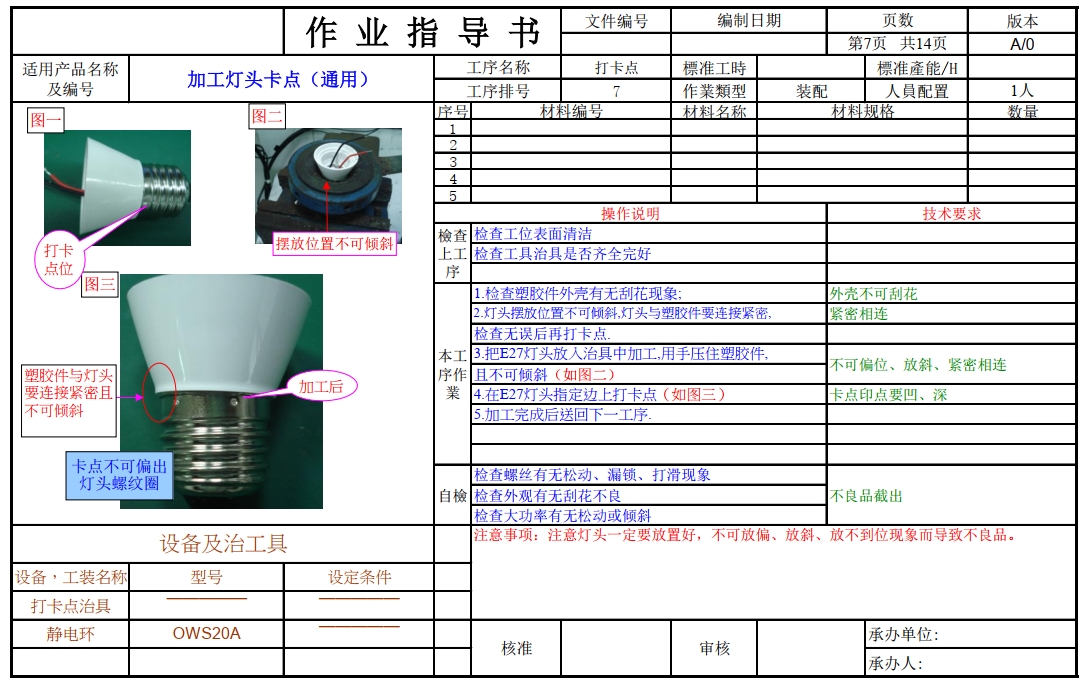 作业指导书
文件编号 编制日期 页数 版本
第7页 共14页 A/0
适用产品名称
及编号
加工灯头卡点（通用）
工序名称 打卡点 標准工時 標准產能/H
工序排号 7 作業類型 装配 人員配置 1人
序号 材料编号 材料名称 材料规格 数量
1
2
3
4
5
图一
图二
打卡
点位
摆放位置不可倾斜
图三
塑胶件与灯头
要连接紧密且
不可倾斜
加工后
卡点不可偏出
灯头螺纹圈
操作说明 技术要求
檢查
上工
序
检查工位表面清洁
检查工具治具是否齐全完好
本工
序作
業
1.检查塑胶件外壳有无刮花现象; 外壳不可刮花
2.灯头摆放位置不可倾斜,灯头与塑胶件要连接紧密, 紧密相连
检查无误后再打卡点.
3.把E27灯头放入治具中加工,用手压住塑胶件,
且不可倾斜（如图二）
不可偏位、放斜、紧密相连
4.在E27灯头指定边上打卡点（如图三） 卡点印点要凹、深
5.加工完成后送回下一工序.
自檢
检查螺丝有无松动、漏锁、打滑现象
检查外观有无刮花不良
检查大功率有无松动或倾斜
不良品截出
设备及治工具
注意事项：注意灯头一定要放置好，不可放偏、放斜、放不到位现象而导致不良品。
设备，工装名称 型号 设定条件
打卡点治具 ————— —————
静电环 OWS20A —————
核准 审核
承办单位:
承办人: